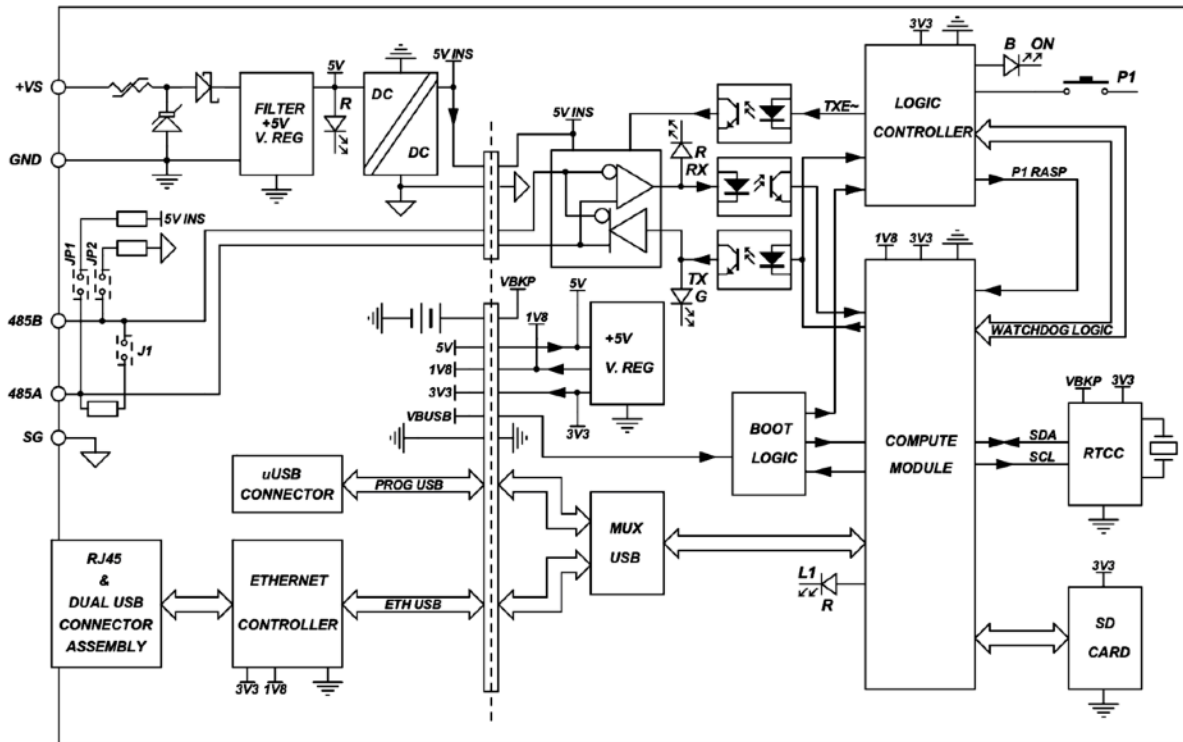 3V3
B ON
5V INS
+VS
5V
R
DC
DC
FILTER
+5V
V. REG
GND
5V INS
TXE~
LOGIC
CONTROLLER
P1
R
RX
P1 RASP
5V INS
JP1
JP2
TX
G
1V8 3V3
485B
J1
VBKP
5V
1V8
+5V
V. REG
5V
1V8
3V3
VBUSB
3V3
WATCHDOG LOGIC
485A
SG
BOOT
LOGIC
COMPUTE
MODULE
VBKP 3V3
SDA
SCL
RTCC
uUSB
CONNECTOR
PROG USB
MUX
USB
RJ45
&
DUAL USB
CONNECTOR
ASSEMBLY
ETHERNET
CONTROLLER
ETH USB
3V3 1V8
L1
R
3V3
SD
CARD